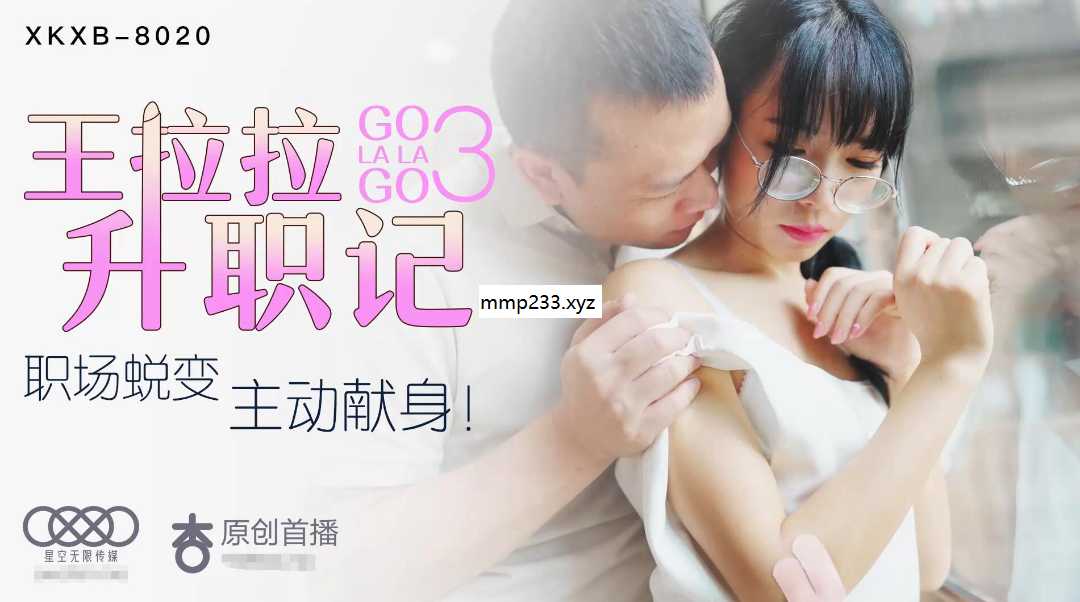 XKXB-8020
王拉拉
升职记
GO
LA LA
GO
3
mmp233.xyz
职场蜕变
主动献身!
星空无限传媒
杏
原创首播